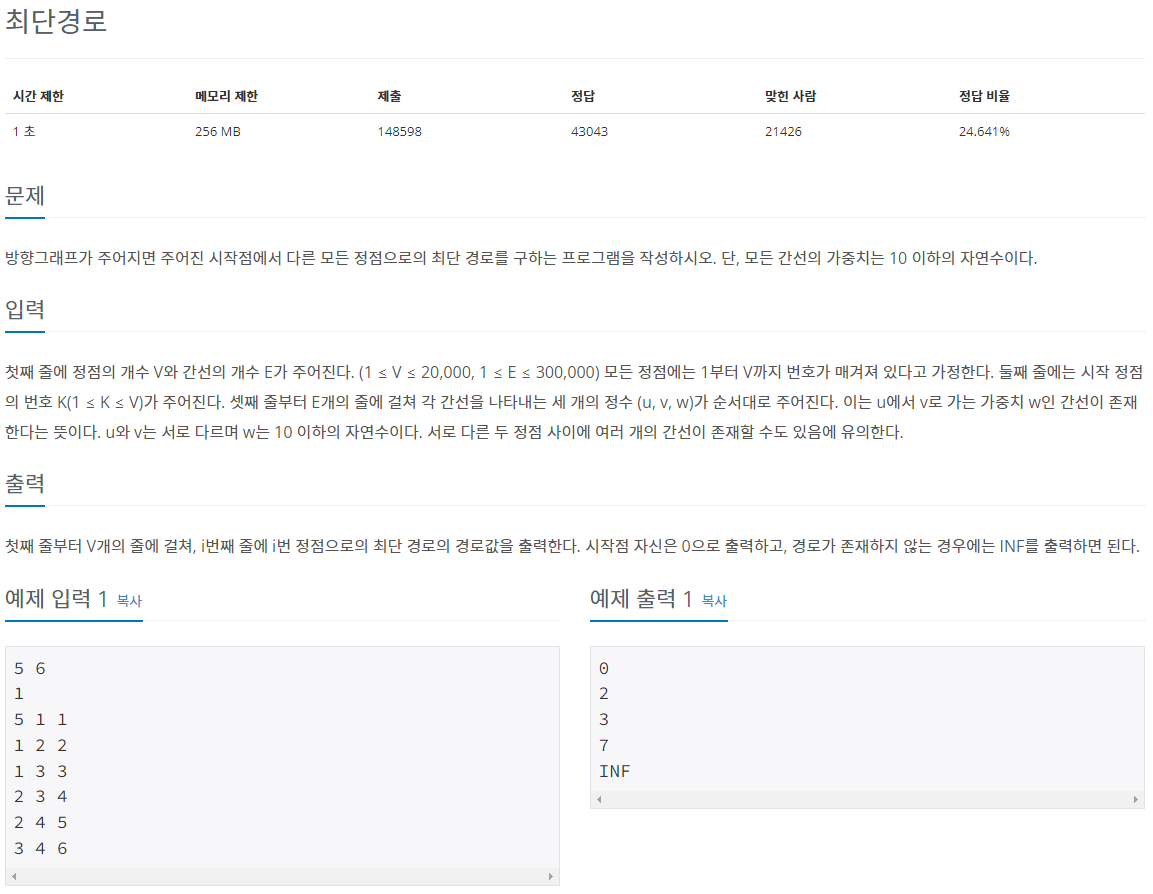 최단경로
시간 제한 메모리 제한 제출 정답 맞힌 사람 정답 비율
1 초 256 MB 148598 43043 21426 24.641%
문제
방향그래프가 주어지면 주어진 시작점에서 다른 모든 정점으로의 최단 경로를 구하는 프로그램을 작성하시오. 단, 모든 간선의 가중치는 10 이하의 자연수이다.
입력
첫째 줄에 정점의 개수 V와 간선의 개수 E가 주어진다. (1 ≤ V ≤ 20,000, 1 ≤ E ≤ 300,000) 모든 정점에는 1부터 V까지 번호가 매겨져 있다고 가정한다. 둘째 줄에는 시작 정점
의 번호 K(1 ≤ K ≤ V)가 주어진다. 셋째 줄부터 E개의 줄에 걸쳐 각 간선을 나타내는 세 개의 정수 (u, v, w)가 순서대로 주어진다. 이는 u에서 v로 가는 가중치 w인 간선이 존재
한다는 뜻이다. u와 v는 서로 다르며 w는 10 이하의 자연수이다. 서로 다른 두 정점 사이에 여러 개의 간선이 존재할 수도 있음에 유의한다.
출력
첫째 줄부터 V개의 줄에 걸쳐, i번째 줄에 i번 정점으로의 최단 경로의 경로값을 출력한다. 시작점 자신은 0으로 출력하고, 경로가 존재하지 않는 경우에는 INF를 출력하면 된다.
예제 입력 1 복사
5 6
1
5 1 1
1 2 2
1 3 3
2 3 4
2 4 5
3 4 6
예제 출력 1 복사
0
2
3
7
INF